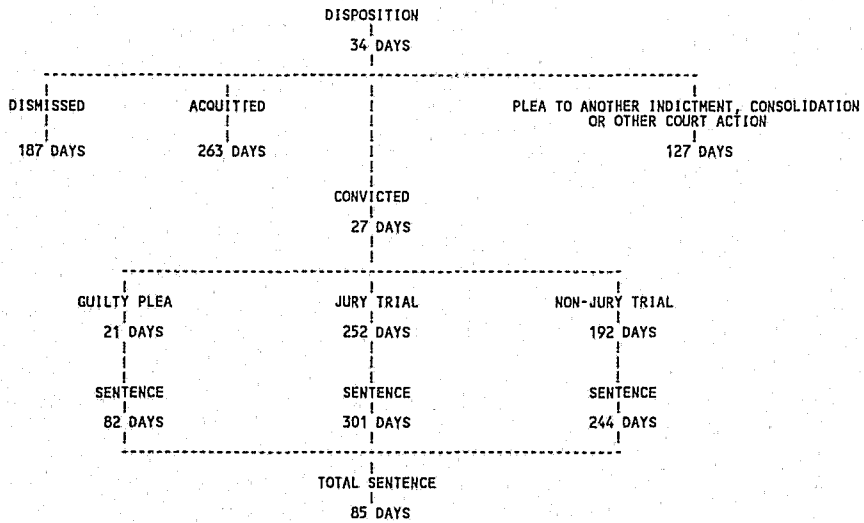 DISPOSITION
34 DAYS
DISMISSED
ACQUITTED
PLEA TO ANOTHER INDICTMENT, CONSOLIDATION
OR OTHER COURT ACTION
187 DAYS
263 DAYS
127 DAYS
CONVICTED
27 DAYS
GUILTY PLEA
JURY TRIAL
NON-JURY TRIAL
21 DAYS
252 DAYS
192 DAYS
SENTENCE
SENTENCE
SENTENCE
82 DAYS
301 DAYS
244 DAYS
TOTAL SENTENCE
85 DAYS